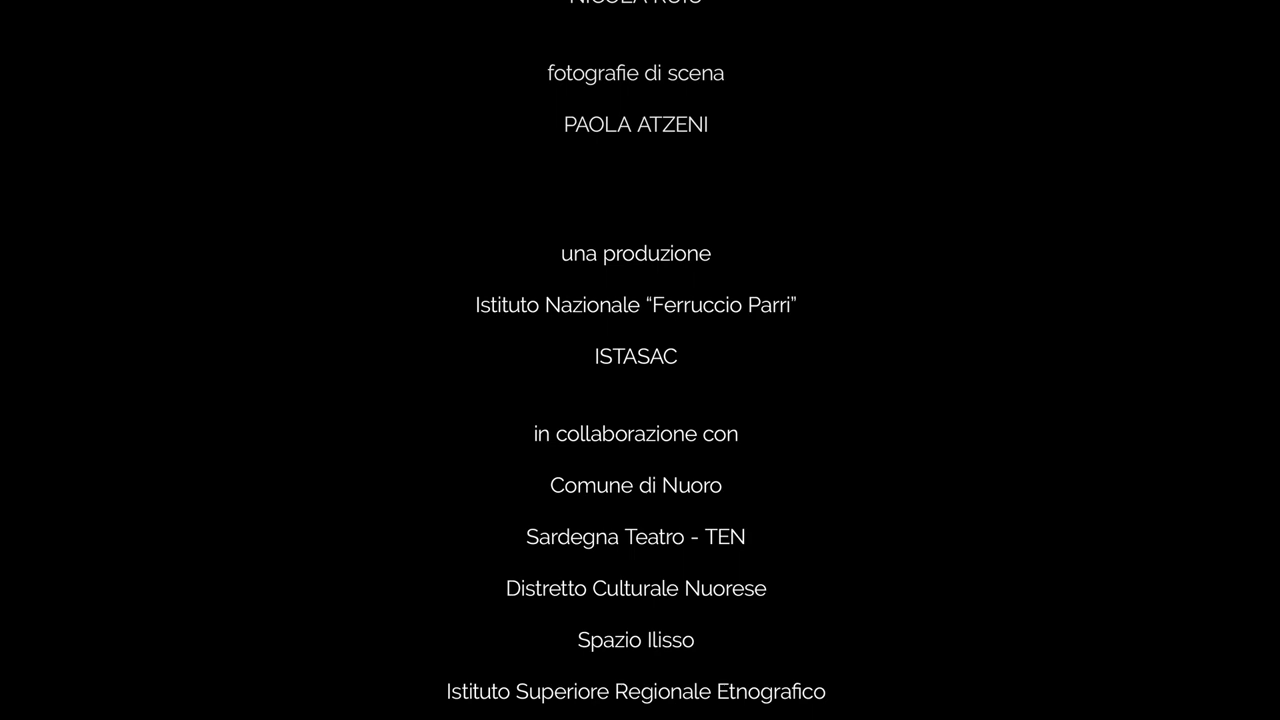 fotografie di scena
PAOLA ATZENI
una produzione
Istituto Nazionale “Ferruccio Parri”
ISTASAC
in collaborazione con
Comune di Nuoro
Sardegna Teatro - TEN
Distretto Culturale Nuorese
Spazio Ilisso
Istituto Superiore Regionale Etnografico